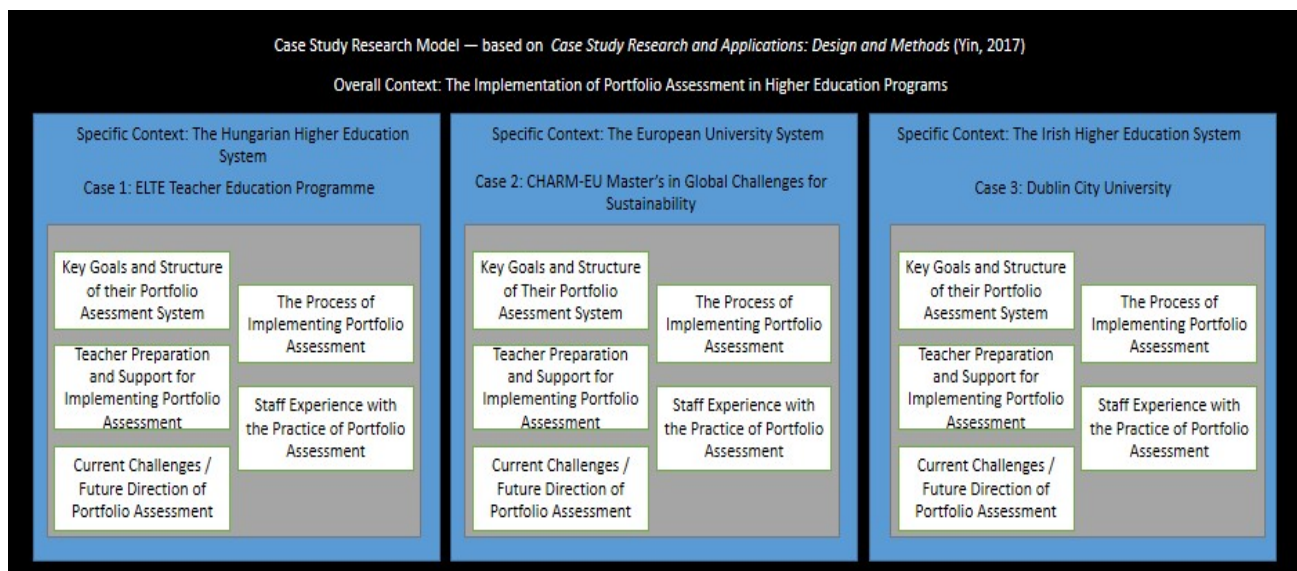 Case Study Research Model — based on Case Study Research and Applications: Design and Methods (Yin, 2017)
Overall Context: The Implementation of Portfolio Assessment in Higher Education Programs
Specific Context: The Hungarian Higher Education
System
Case 1: ELTE Teacher Education Programme
Key Goals and Structure
of their Portfolio
Asessment System
Teacher Preparation
and Support for
Implementing Portfolio
Assessment
Current Challenges /
Future Direction of
Portfolio Assessment
The Process of
Implementing Portfolio
Assessment
Staff Experience with
the Practice of Portfolio
Assessment
Specific Context: The European University System
Case 2: CHARM-EU Master's in Global Challenges for
Sustainability
Key Goals and Structure
of Their Portfolio
Asessment System
Teacher Preparation
and Support for
Implementing Portfolio
Assessment
Current Challenges /
Future Direction of
Portfolio Assessment
The Process of
Implementing Portfolio
Assessment
Staff Experience with
the Practice of Portfolio
Assessment
Specific Context: The Irish Higher Education System
Case 3: Dublin City University
Key Goals and Structure
of their Portfolio
Asessment System
Teacher Preparation
and Support for
Implementing Portfolio
Assessment
Current Challenges /
Future Direction of
Portfolio Assessment
The Process of
Implementing Portfolio
Assessment
Staff Experience with
the Practice of Portfolio
Assessment